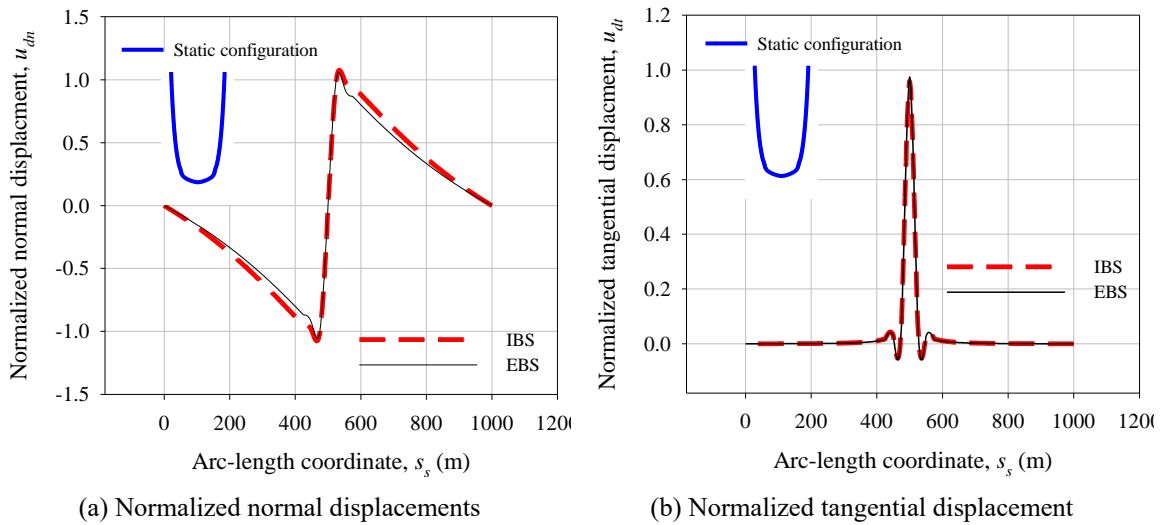 1.5
1.0
0.5
0.0
-0.5
-1.0
-1.5
Normalized normal displacment, u_dn
Static configuration
IBS
EBS
0 200 400 600 800 1000 120
Arc-length coordinate, s_s (m)
(a) Normalized normal displacements
1.2
1.0
0.8
0.6
0.4
0.2
0.0
Normalized tangential displacement, u_dt
Static configuration
IBS
EBS
0 200 400 600 800 1000 120
Arc-length coordinate, s_s (m)
(b) Normalized tangential displacement